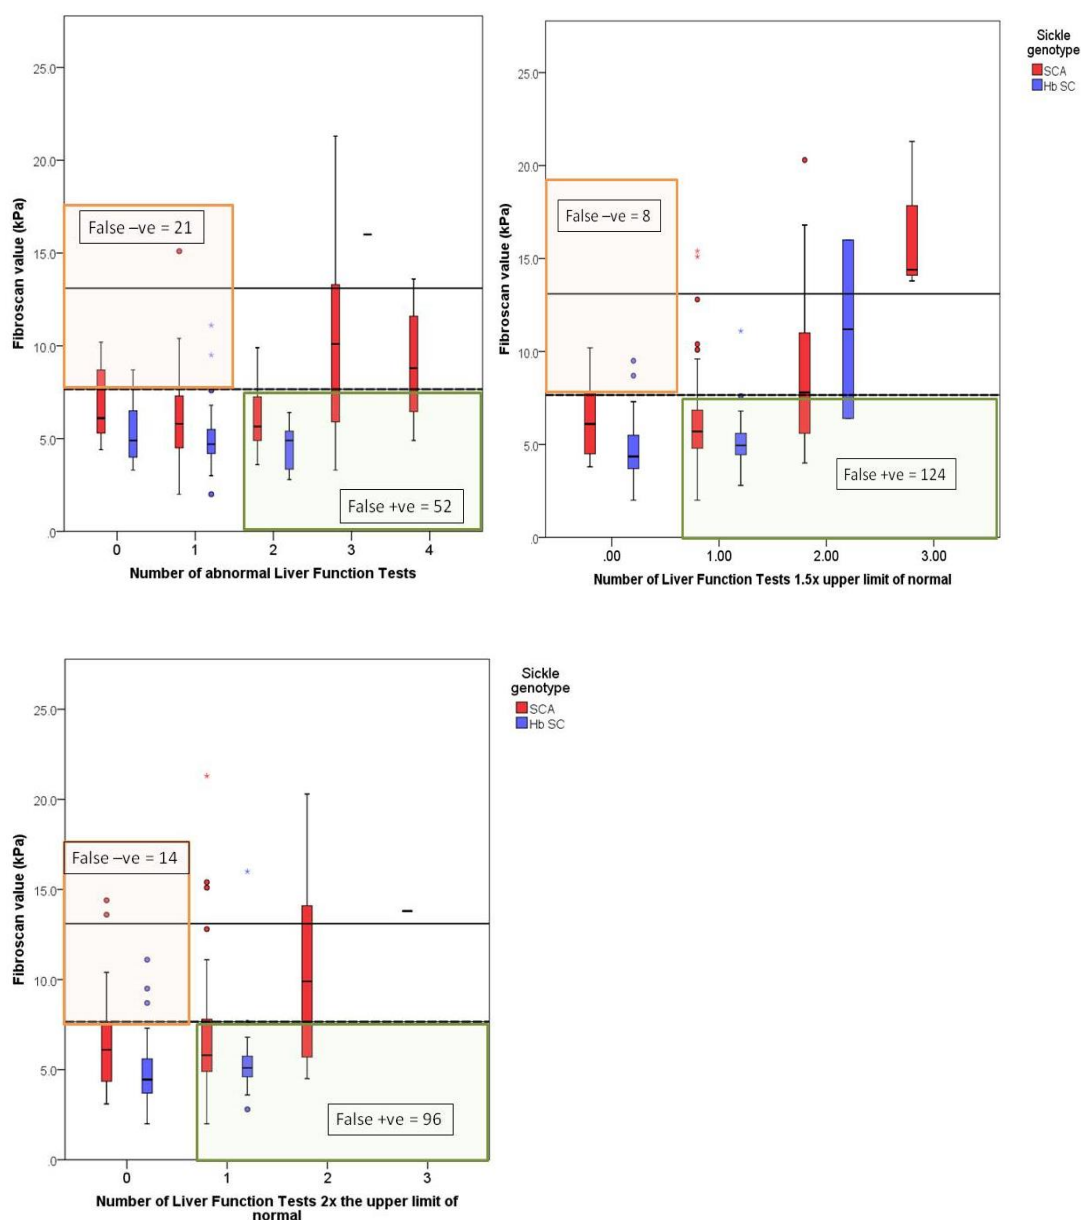 25.0
20.0
15.0
10.0
5.0
.0
Fibroscan value (kPa)
False –ve = 21
False +ve = 52
0 1 2 3 4
Number of abnormal Liver Function Tests
25.0
20.0
15.0
10.0
5.0
.0
Fibroscan value (kPa)
False –ve = 8
False +ve = 124
.00 1.00 2.00 3.00
Number of Liver Function Tests 1.5x upper limit of normal
Sickle
genotype
SCA
Hb SC
25.0
20.0
15.0
10.0
5.0
.0
Fibroscan value (kPa)
False –ve = 14
False +ve = 96
0 1 2 3
Number of Liver Function Tests 2x the upper limit of
normal
Sickle
genotype
SCA
Hb SC